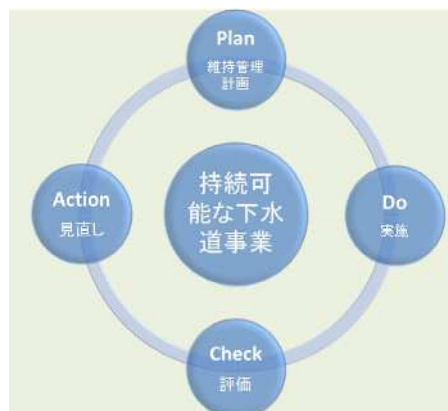 Plan
維持管理
計画
持続可
能な下水
道事業
Action
見直し
Do
実施
Check
評価